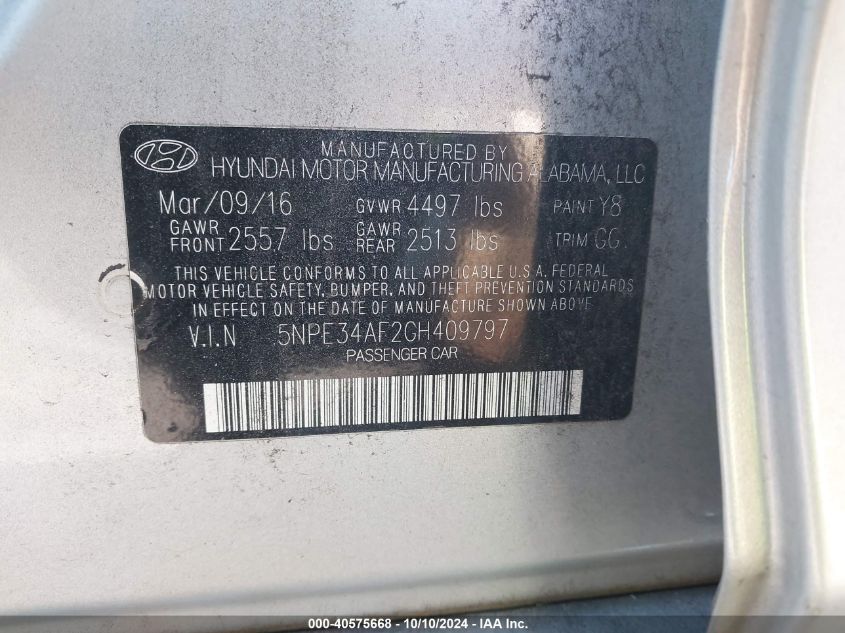 MANUFACTURED BY
HYUNDAI MOTOR MANUFACTURING ALABAMA, LLC
Mar/09/16 GVWR 4497 lbs PAINT Y8
GAWR FRONT 2557 lbs GAWR REAR 2513 lbs TRIM GG
THIS VEHICLE CONFORMS TO ALL APPLICABLE U.S.A. FEDERAL
MOTOR VEHICLE SAFETY, BUMPER, AND THEFT PREVENTION STANDARDS
IN EFFECT ON THE DATE OF MANUFACTURE SHOWN ABOVE
V.I.N 5NPE34AF2GH409797
PASSENGER CAR
000-40575668 - 10/10/2024 - IAA Inc.